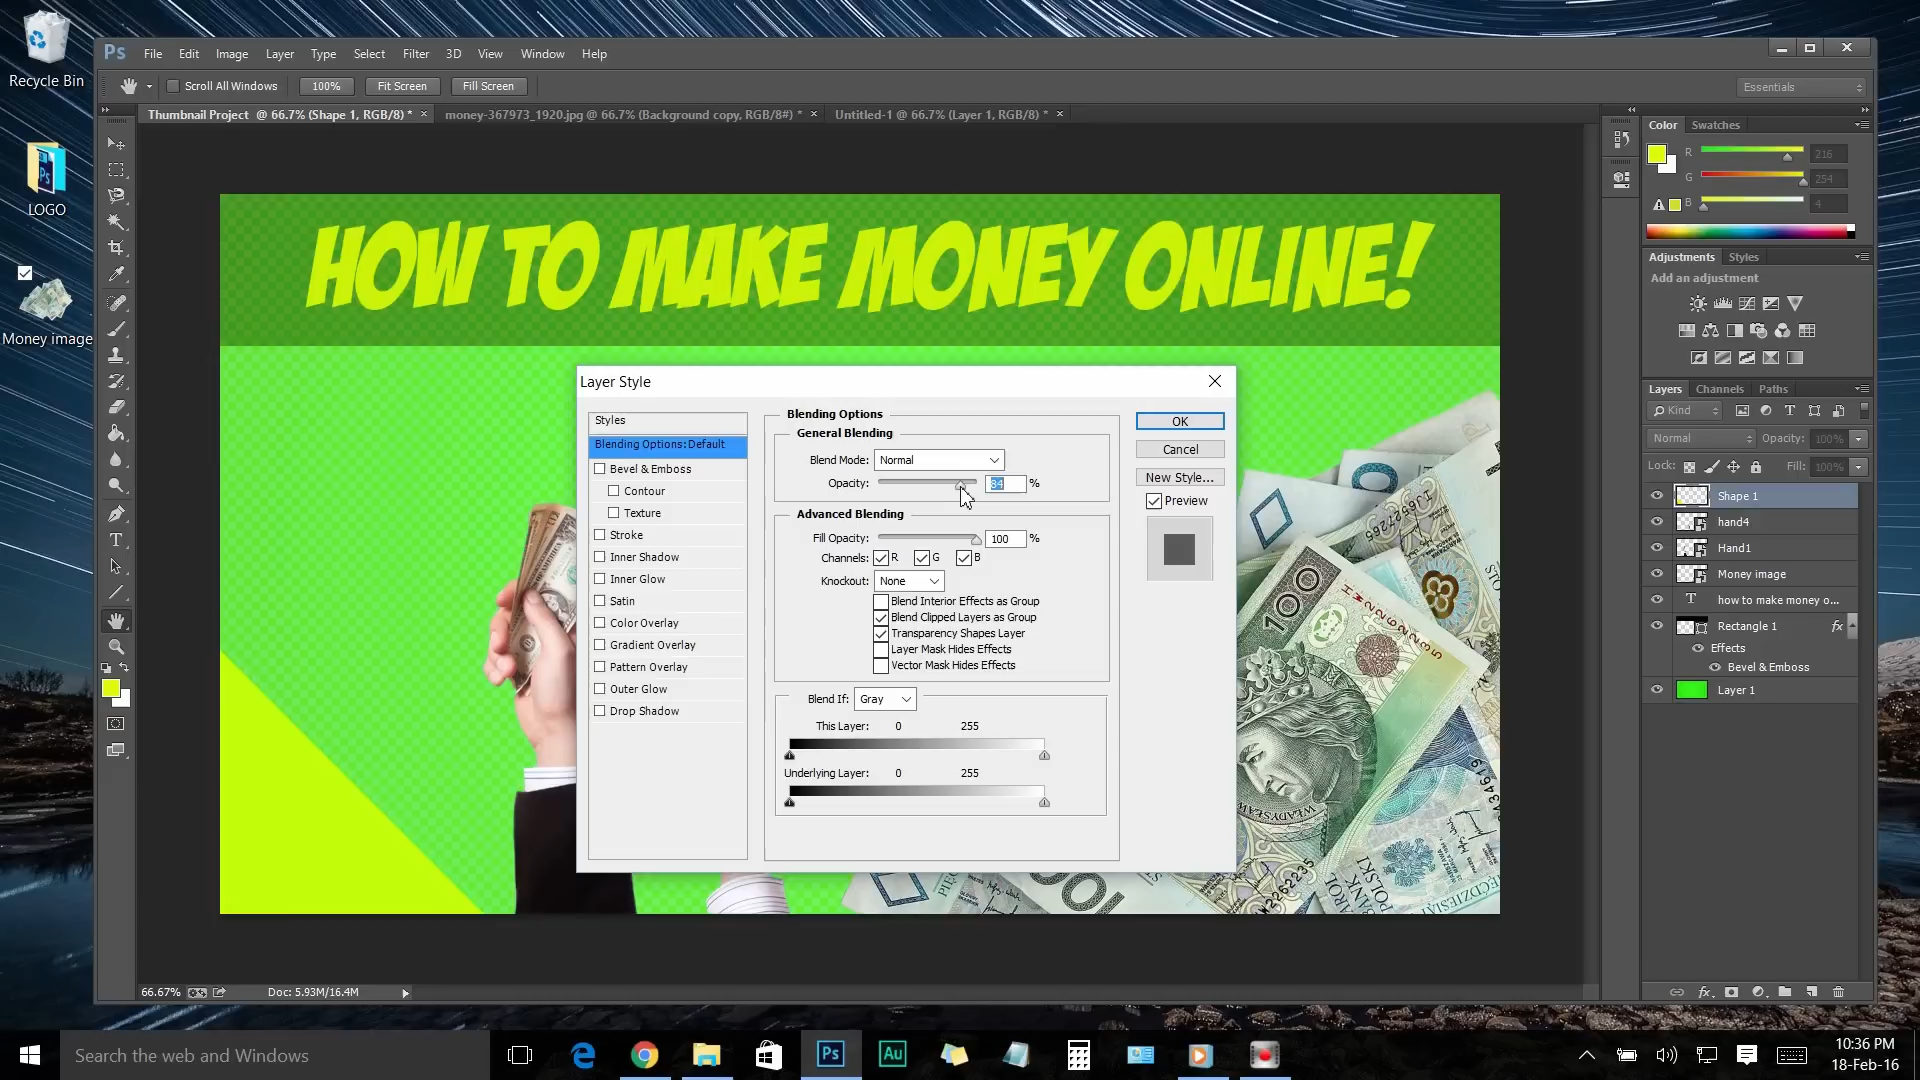 Recycle Bin
LOGO
Money image
Ps File Edit Image Layer Type Select Filter 3D View Window Help
Scroll All Windows 100% Fit Screen Fill Screen Essentials
Thumbnail Project @ 66.7% (Shape 1, RGB/8) * × money-367973_1920.jpg @ 66.7% (Background copy, RGB/8#) * × Untitled-1 @ 66.7% (Layer 1, RGB/8) * ×
HOW TO MAKE MONEY ONLINE!
Layer Style
Styles
Blending Options: Default
Bevel & Emboss
Contour
Texture
Stroke
Inner Shadow
Inner Glow
Satin
Color Overlay
Gradient Overlay
Pattern Overlay
Outer Glow
Drop Shadow
Blending Options
General Blending
Blend Mode: Normal
Opacity: 84 %
Advanced Blending
Fill Opacity: 100 %
Channels: R G B
Knockout: None
Blend Interior Effects as Group
Blend Clipped Layers as Group
Transparency Shapes Layer
Layer Mask Hides Effects
Vector Mask Hides Effects
Blend If: Gray
This Layer: 0 255
Underlying Layer: 0 255
OK
Cancel
New Style...
Preview
100
100
2262235
Color Swatches
R 216
G 254
B 4
Adjustments Styles
Add an adjustment
Layers Channels Paths
Kind
Normal Opacity: 100%
Lock: Fill: 100%
Shape 1
hand4
Hand1
Money image
T how to make money o...
Rectangle 1 fx
Effects
Bevel & Emboss
Layer 1
66.67% Doc: 5.93M/16.4M
fx
Search the web and Windows
Ps
Au
10:36 PM
18-Feb-16